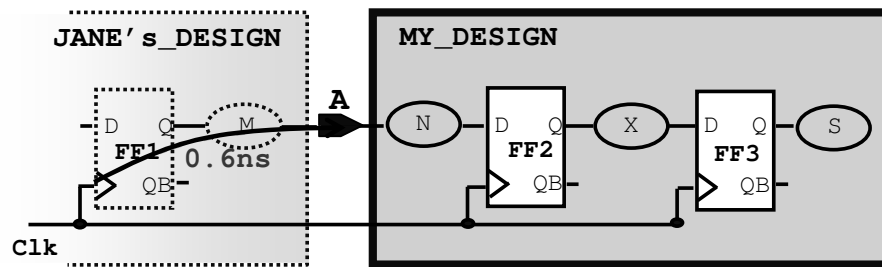 JANE's_DESIGN
MY_DESIGN
A
D Q
M
N
D Q
X
D Q
S
FF1
FF2
FF3
0.6ns
QB
QB
QB
Clk